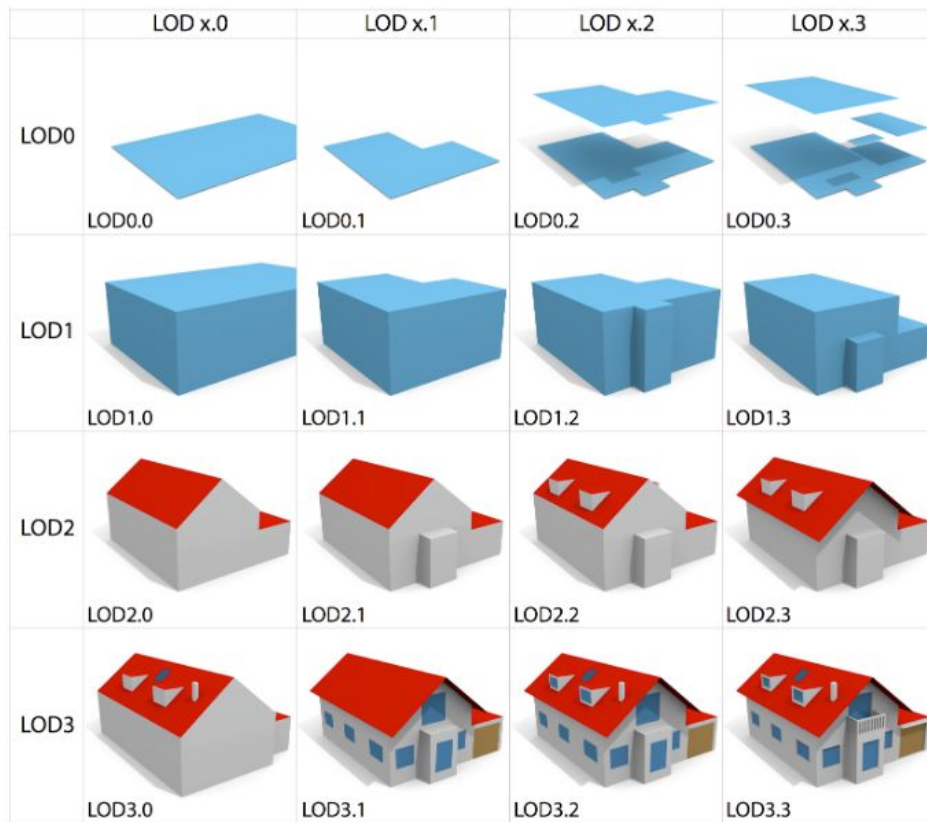 LOD x.0 LOD x.1 LOD x.2 LOD x.3
LOD0
LOD0.0 LOD0.1 LOD0.2 LOD0.3
LOD1
LOD1.0 LOD1.1 LOD1.2 LOD1.3
LOD2
LOD2.0 LOD2.1 LOD2.2 LOD2.3
LOD3
LOD3.0 LOD3.1 LOD3.2 LOD3.3